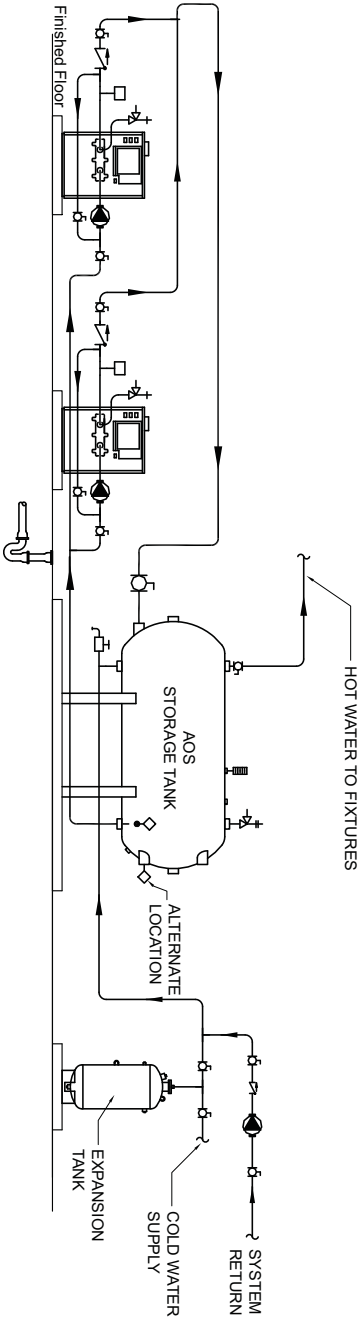 HOT WATER TO FIXTURES
AOS
STORAGE TANK
ALTERNATE
LOCATION
SYSTEM
RETURN
COLD WATER
SUPPLY
EXPANSION
TANK
Finished Floor